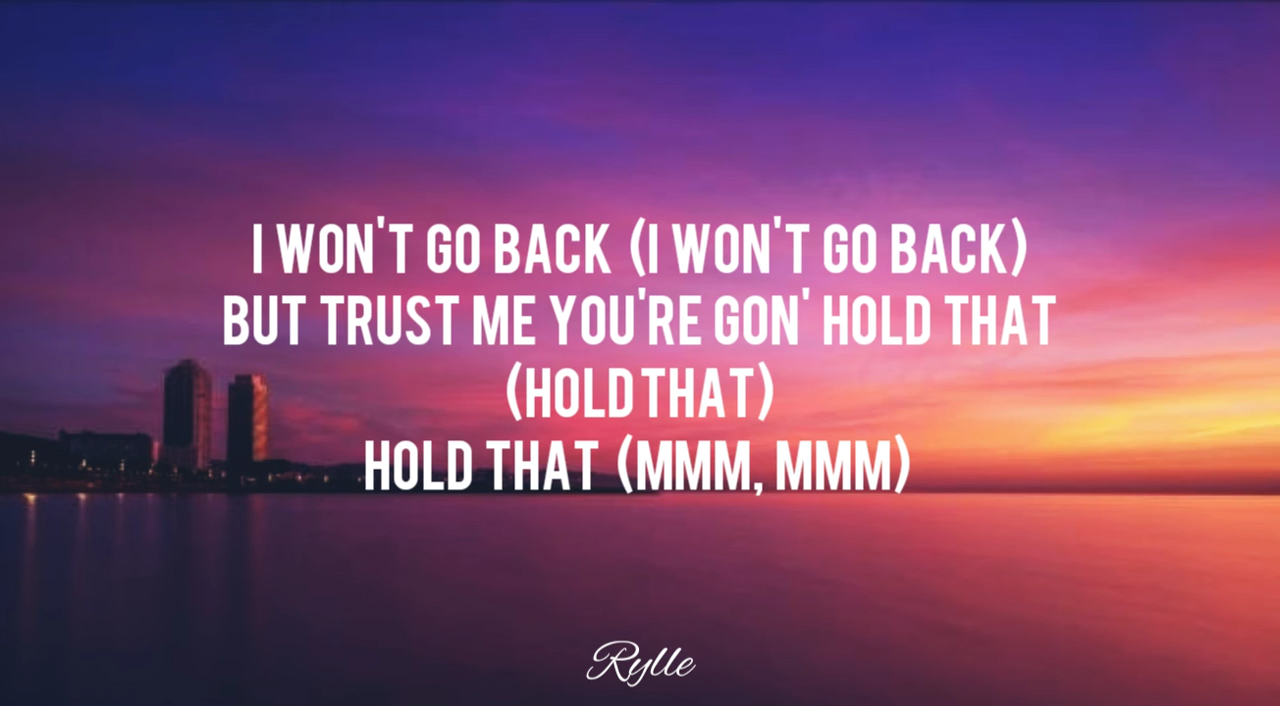 I WON'T GO BACK (I WON'T GO BACK)
BUT TRUST ME YOU'RE GON' HOLD THAT
(HOLD THAT)
HOLD THAT (MMM, MMM)
Rylle